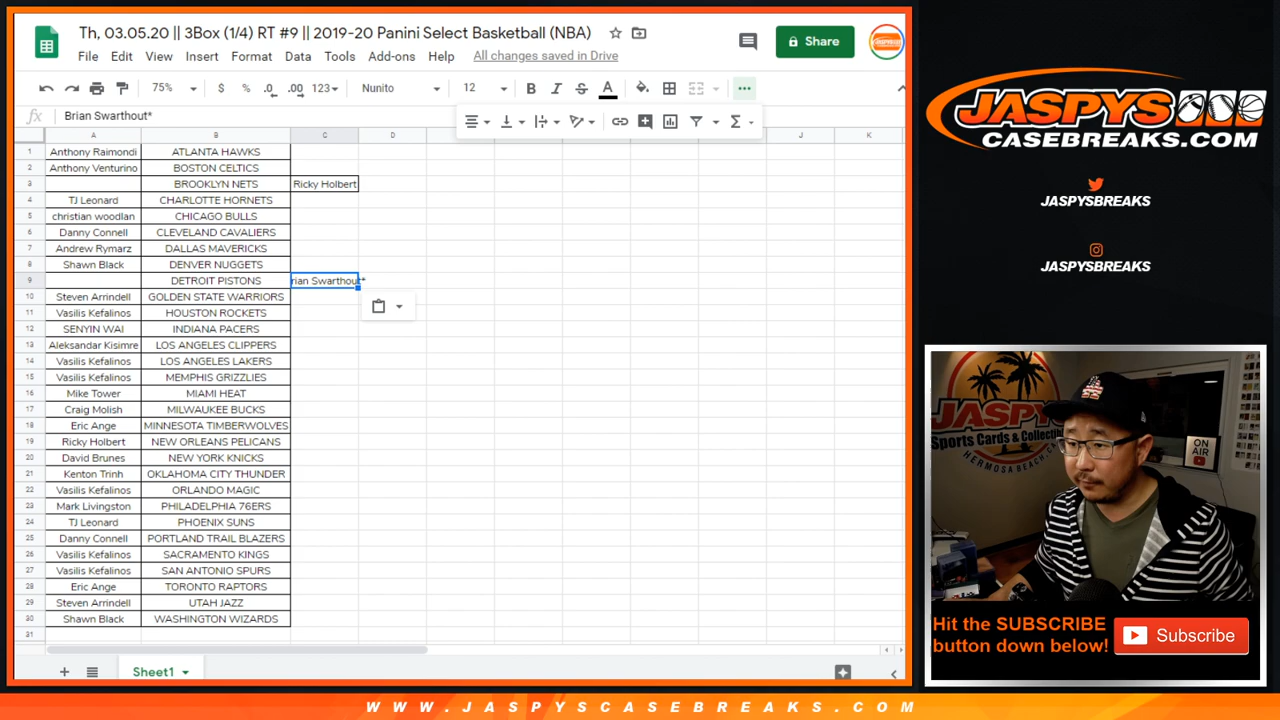 Th, 03.05.20 || 3Box (1/4) RT #9 || 2019-20 Panini Select Basketball (NBA)
File Edit View Insert Format Data Tools Add-ons Help All changes saved in Drive
Share
75% $ % .0 .00 123 Nunito 12 B I S A
fx Brian Swarthout*
A B C D J K
1 Anthony Raimondi ATLANTA HAWKS
2 Anthony Venturino BOSTON CELTICS
3 BROOKLYN NETS Ricky Holbert
4 TJ Leonard CHARLOTTE HORNETS
5 christian woodlan CHICAGO BULLS
6 Danny Connell CLEVELAND CAVALIERS
7 Andrew Rymarz DALLAS MAVERICKS
8 Shawn Black DENVER NUGGETS
9 DETROIT PISTONS rian Swarthout*
10 Steven Arrindell GOLDEN STATE WARRIORS
11 Vasilis Kefalinos HOUSTON ROCKETS
12 SENYIN WAI INDIANA PACERS
13 Aleksandar Kisimre LOS ANGELES CLIPPERS
14 Vasilis Kefalinos LOS ANGELES LAKERS
15 Vasilis Kefalinos MEMPHIS GRIZZLIES
16 Mike Tower MIAMI HEAT
17 Craig Molish MILWAUKEE BUCKS
18 Eric Ange MINNESOTA TIMBERWOLVES
19 Ricky Holbert NEW ORLEANS PELICANS
20 David Brunes NEW YORK KNICKS
21 Kenton Trinh OKLAHOMA CITY THUNDER
22 Vasilis Kefalinos ORLANDO MAGIC
23 Mark Livingston PHILADELPHIA 76ERS
24 TJ Leonard PHOENIX SUNS
25 Danny Connell PORTLAND TRAIL BLAZERS
26 Vasilis Kefalinos SACRAMENTO KINGS
27 Vasilis Kefalinos SAN ANTONIO SPURS
28 Eric Ange TORONTO RAPTORS
29 Steven Arrindell UTAH JAZZ
30 Shawn Black WASHINGTON WIZARDS
31
Sheet1
JASPYS
CASEBREAKS.COM
JASPYSBREAKS
JASPYSBREAKS
JASPYS
Sports Cards & Collectibl
HERMOSA BEACH, C
ON AIR
Hit the SUBSCRIBE
button down below!
Subscribe
WWW.JASPYSCASEBREAKS.COM